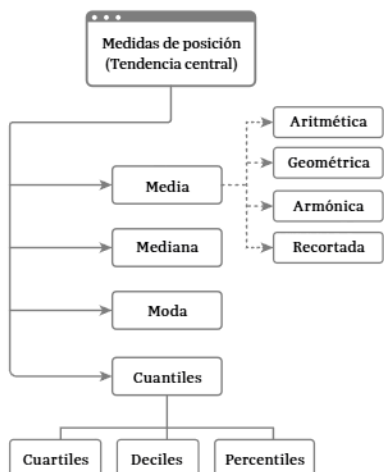 Medidas de posición
(Tendencia central)
Aritmética
Geométrica
Media
Armónica
Mediana
Recortada
Moda
Cuantiles
Cuartiles
Deciles
Percentiles